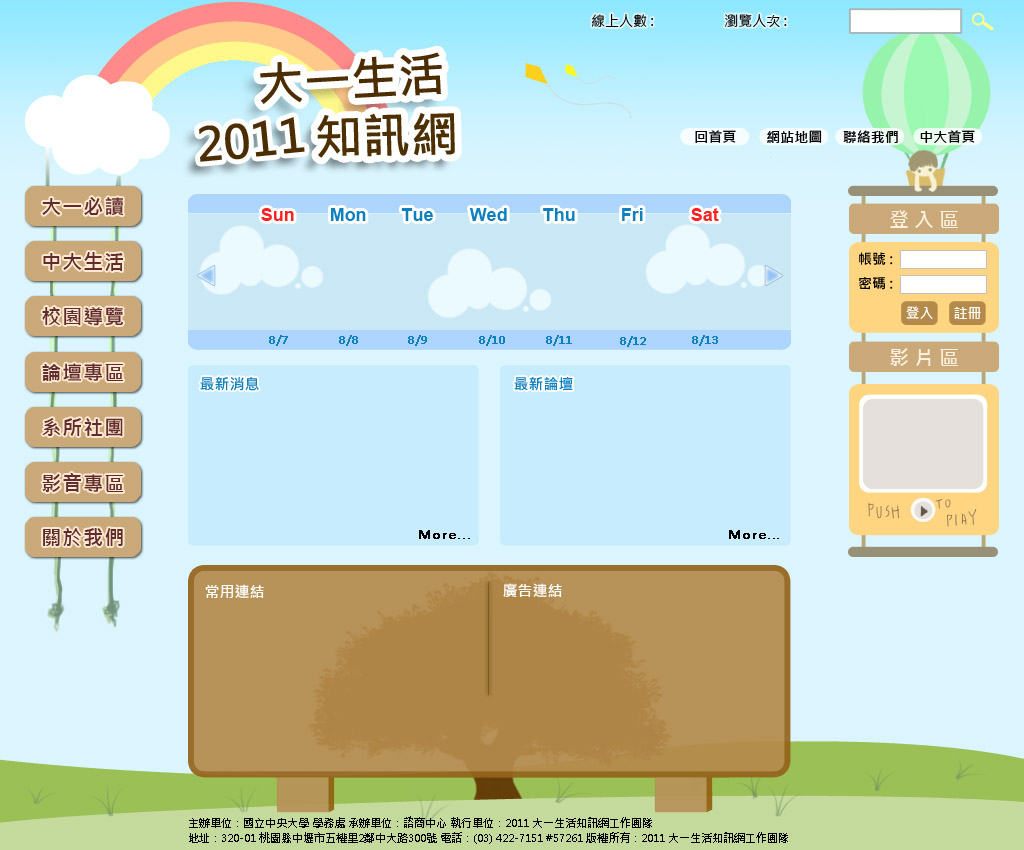 線上人數：
瀏覽人次：
大一生活
2011 知訊網
回首頁
網站地圖
聯絡我們
中大首頁
大一必讀
中大生活
校園導覽
論壇專區
系所社團
影音專區
關於我們
Sun Mon Tue Wed Thu Fri Sat
8/7 8/8 8/9 8/10 8/11 8/12 8/13
登入區
帳號：
密碼：
登入 註冊
影片區
PUSH TO PLAY
最新消息
More...
最新論壇
More...
常用連結
廣告連結
主辦單位：國立中央大學 學務處 承辦單位：諮商中心 執行單位：2011 大一生活知訊網工作團隊
地址：320-01 桃園縣中壢市五權里2鄰中大路300號 電話：(03) 422-7151 #57261 版權所有：2011 大一生活知訊網工作團隊